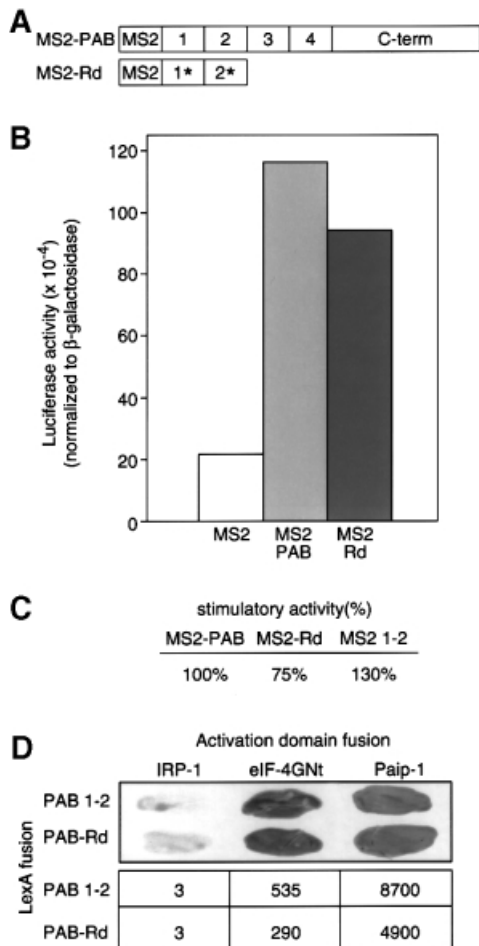 A
MS2-PAB MS2 1 2 3 4 C-term
MS2-Rd MS2 1* 2*
B
Luciferase activity (x 10⁻⁴)
(normalized to β-galactosidase)
120
100
80
60
40
20
0
MS2 MS2 MS2
PAB Rd
C
stimulatory activity(%)
MS2-PAB MS2-Rd MS2 1-2
100% 75% 130%
D
Activation domain fusion
IRP-1 eIF-4GNt Paip-1
LexA fusion
PAB 1-2
PAB-Rd
PAB 1-2 3 535 8700
PAB-Rd 3 290 4900